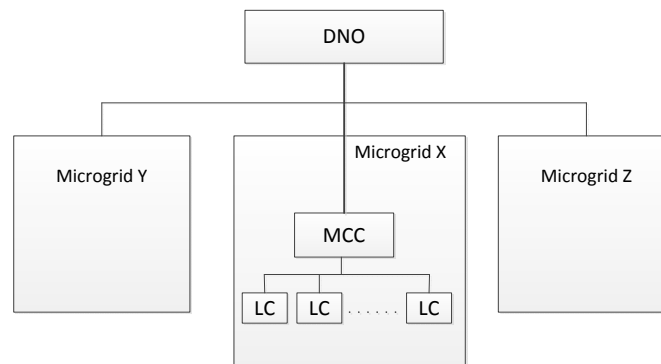 DNO
Microgrid Y
Microgrid X
Microgrid Z
MCC
LC LC ...... LC